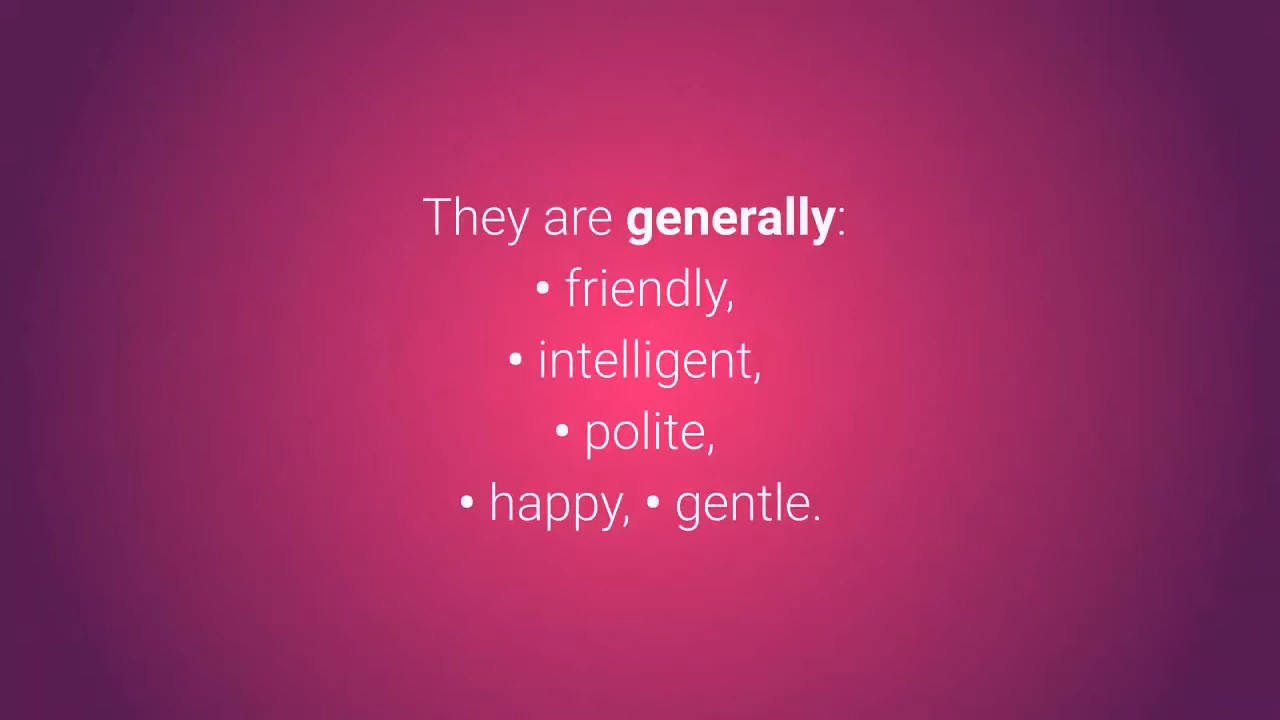 They are generally:
• friendly,
• intelligent,
• polite,
• happy, • gentle.